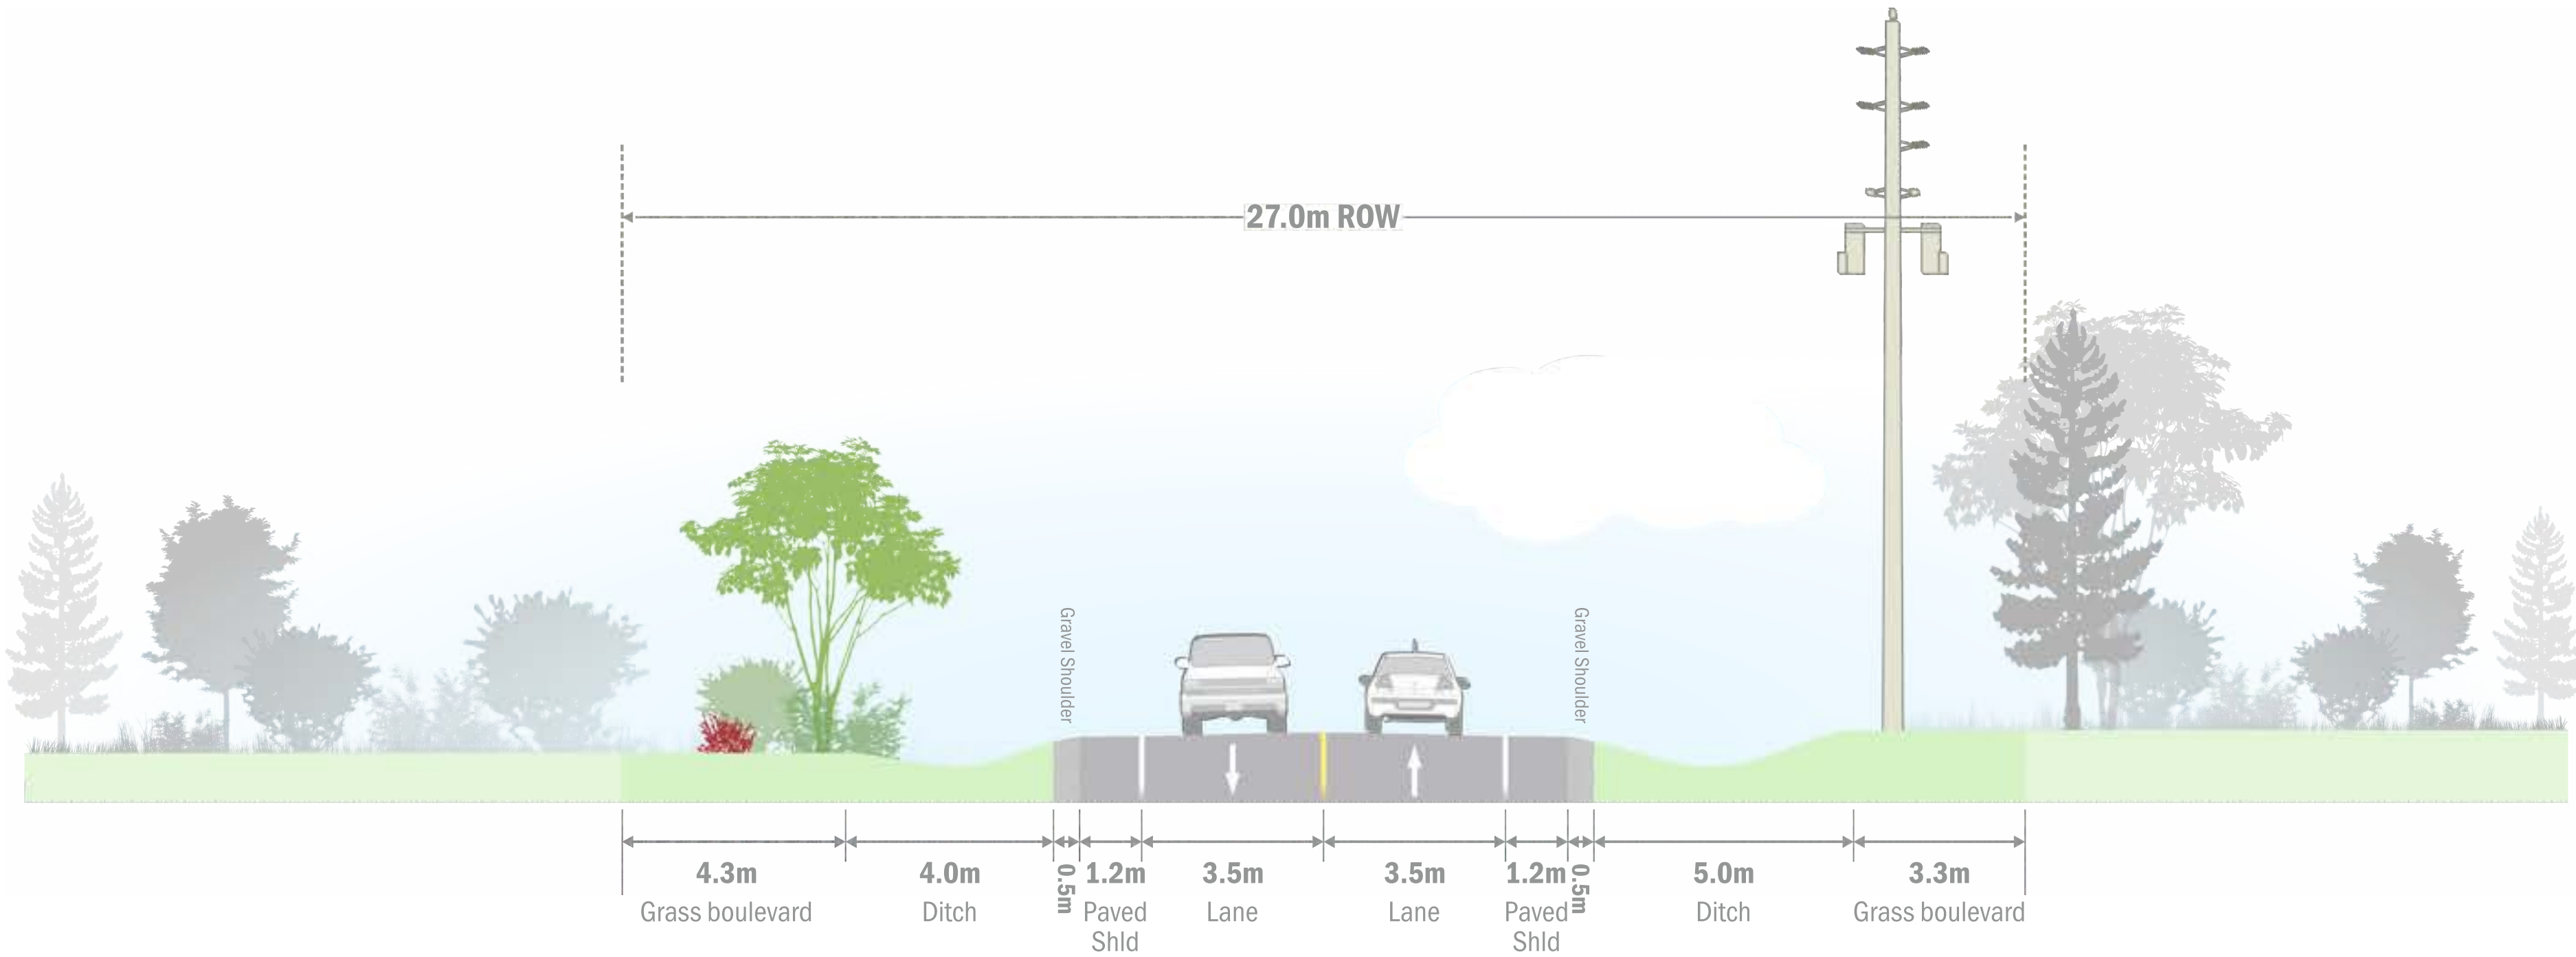 27.0m ROW
Gravel Shoulder
Gravel Shoulder
4.3m
Grass boulevard
4.0m
Ditch
0.5m
1.2m
Paved
Shld
3.5m
Lane
3.5m
Lane
1.2m
Paved
Shld
0.5m
5.0m
Ditch
3.3m
Grass boulevard